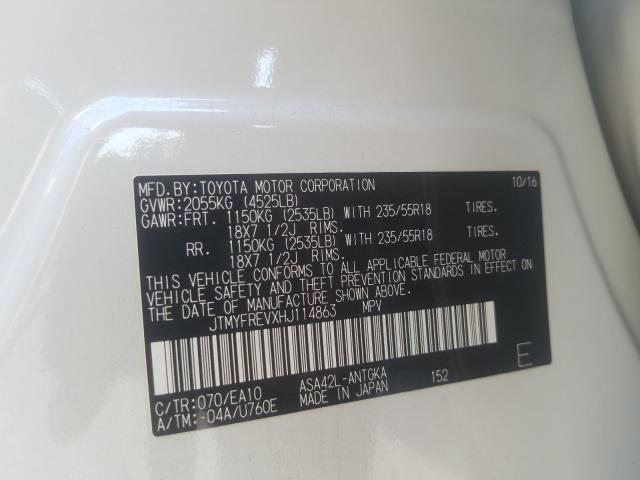 MFD.BY:TOYOTA MOTOR CORPORATION 10/16
GVWR:2055KG (4525LB)
GAWR:FRT. 1150KG (2535LB) WITH 235/55R18 TIRES.
18X7 1/2J RIMS.
RR. 1150KG (2535LB) WITH 235/55R18 TIRES.
18X7 1/2J RIMS.
THIS VEHICLE CONFORMS TO ALL APPLICABLE FEDERAL MOTOR
VEHICLE SAFETY AND THEFT PREVENTION STANDARDS IN EFFECT ON
THE DATE OF MANUFACTURE SHOWN ABOVE.
JTMYFREVXHJ114863 MPV
E
C/TR:070/EA10 ASA42L-ANTGKA 152
A/TM:-04A/U760E MADE IN JAPAN